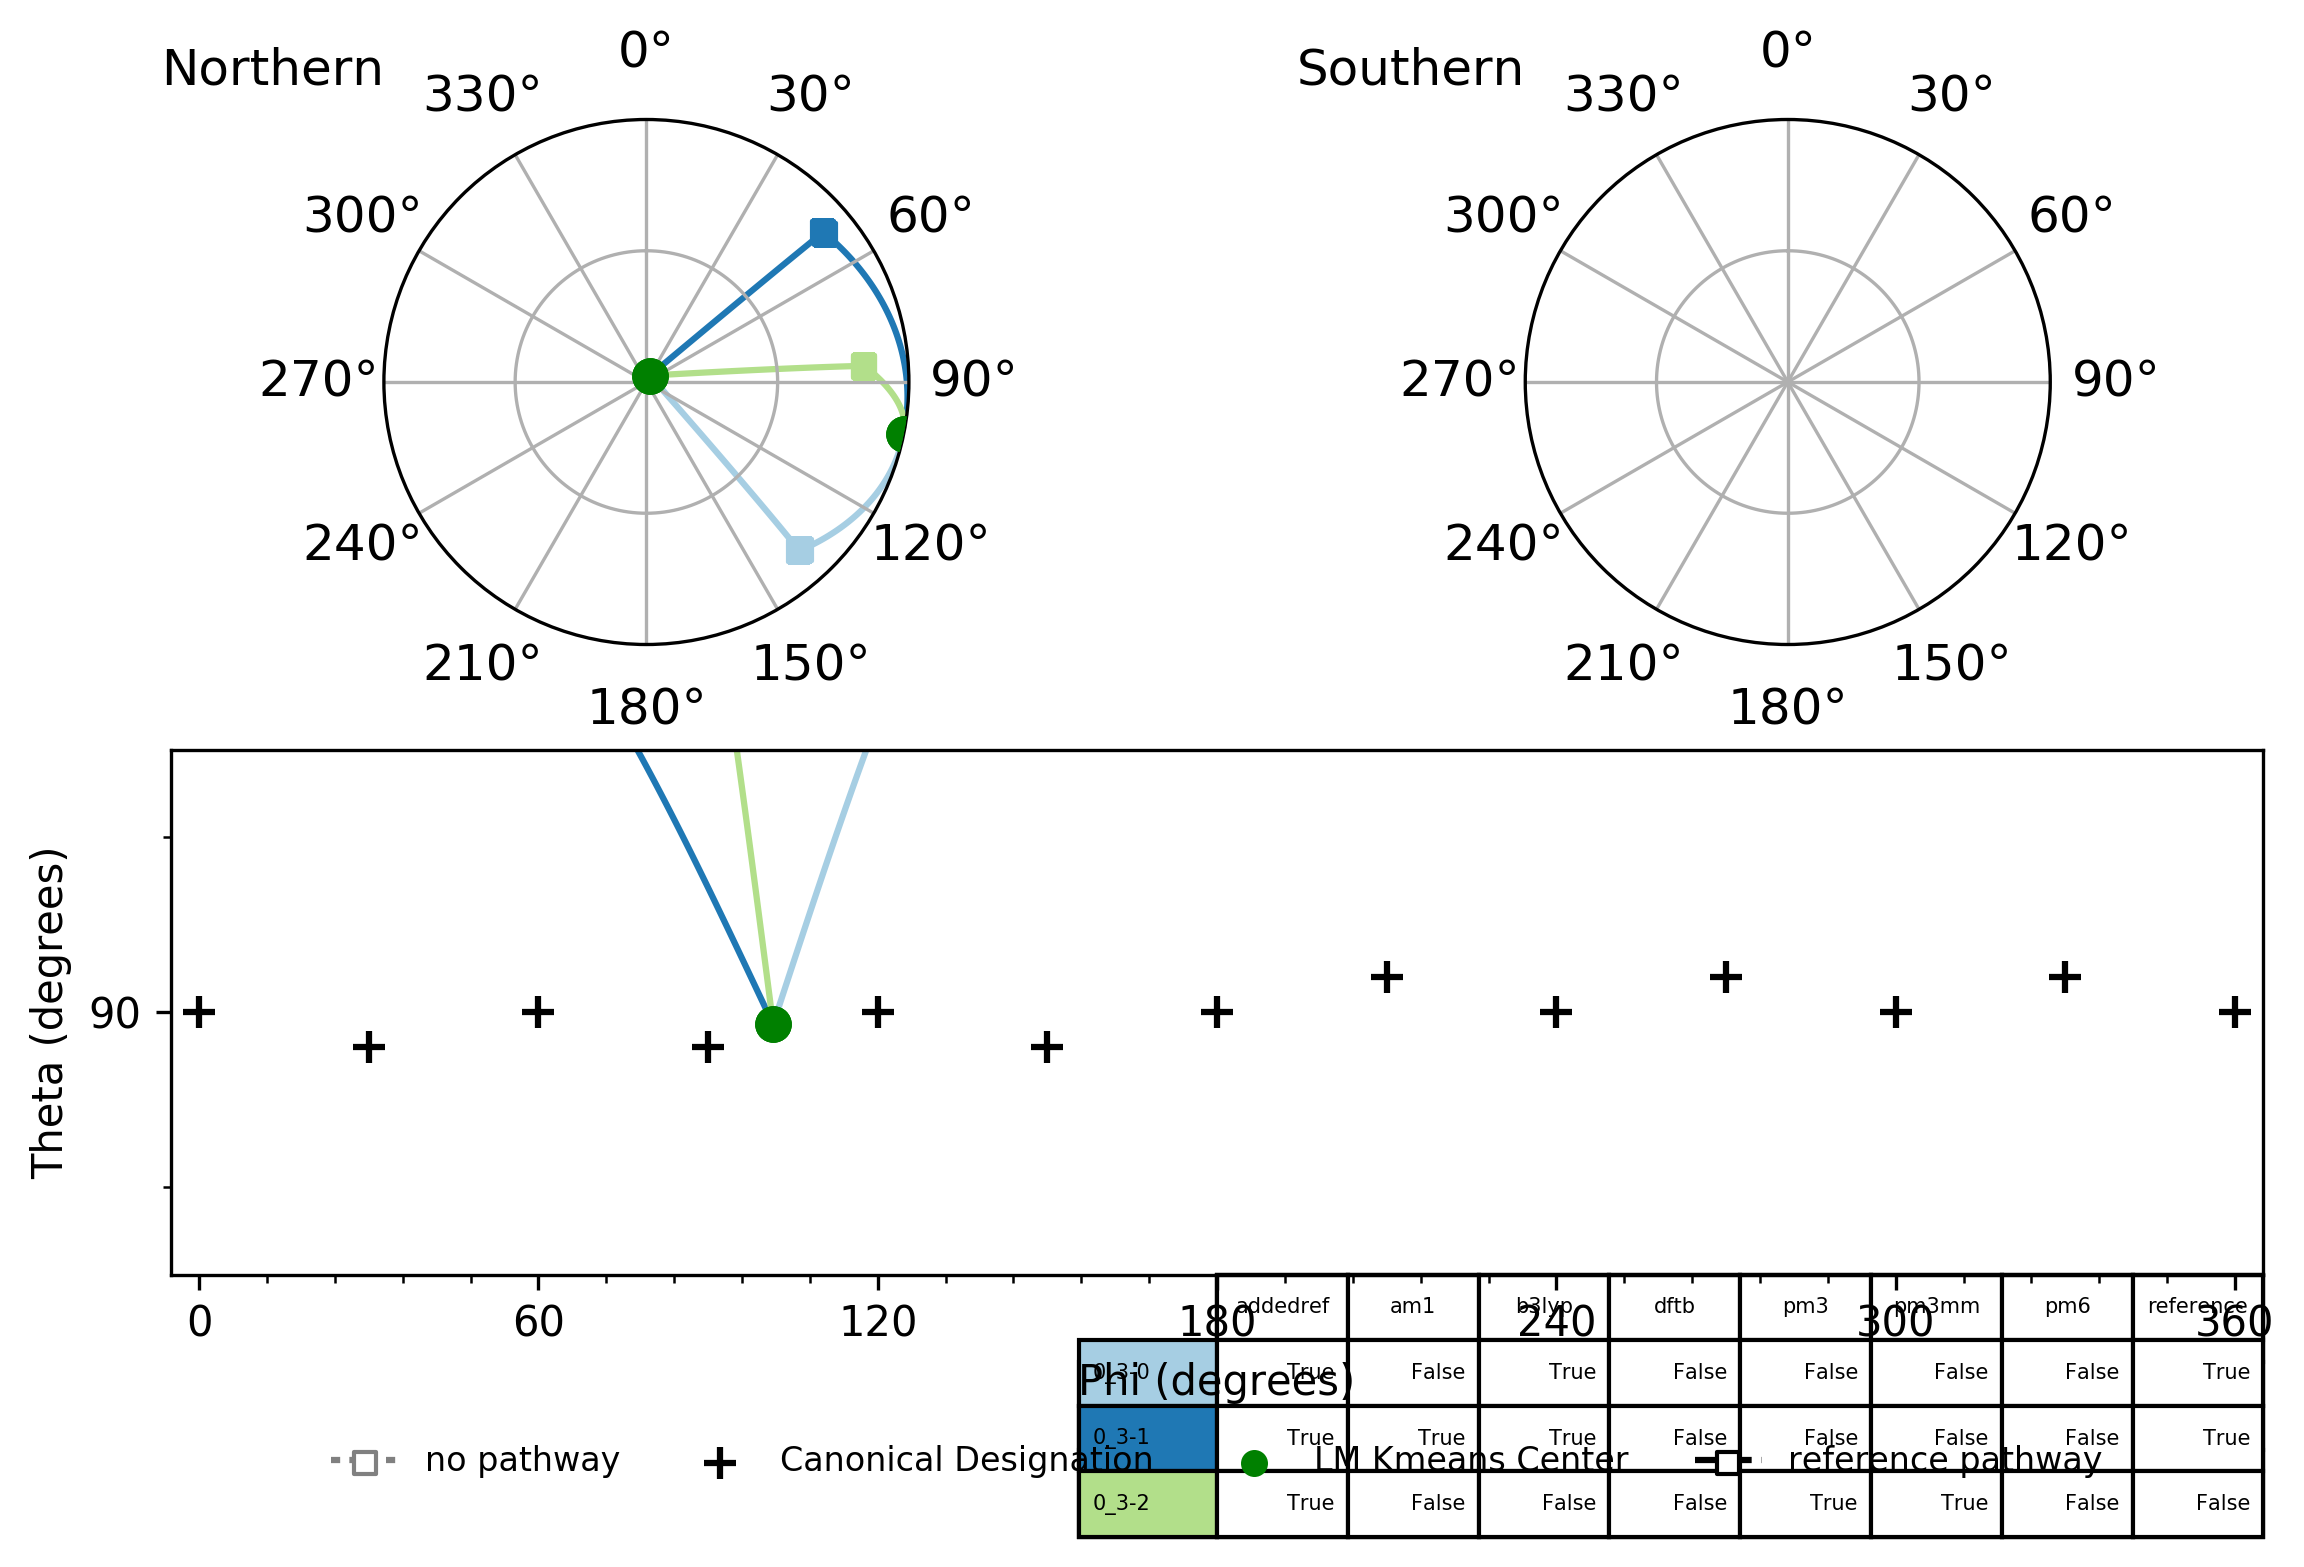 Northern
0°
30°
60°
90°
120°
150°
180°
210°
240°
270°
300°
330°
Southern
0°
30°
60°
90°
120°
150°
180°
210°
240°
270°
300°
330°
Theta (degrees)
90
0 60 120 180 240 300 360
Phi (degrees)
addedref am1 b3lyp dftb pm3 pm3mm pm6 reference
0_3-0 True False True False False False False True
0_3-1 True True True False False False False True
0_3-2 True False False False True True False False
no pathway Canonical Designation LM Kmeans Center reference pathway